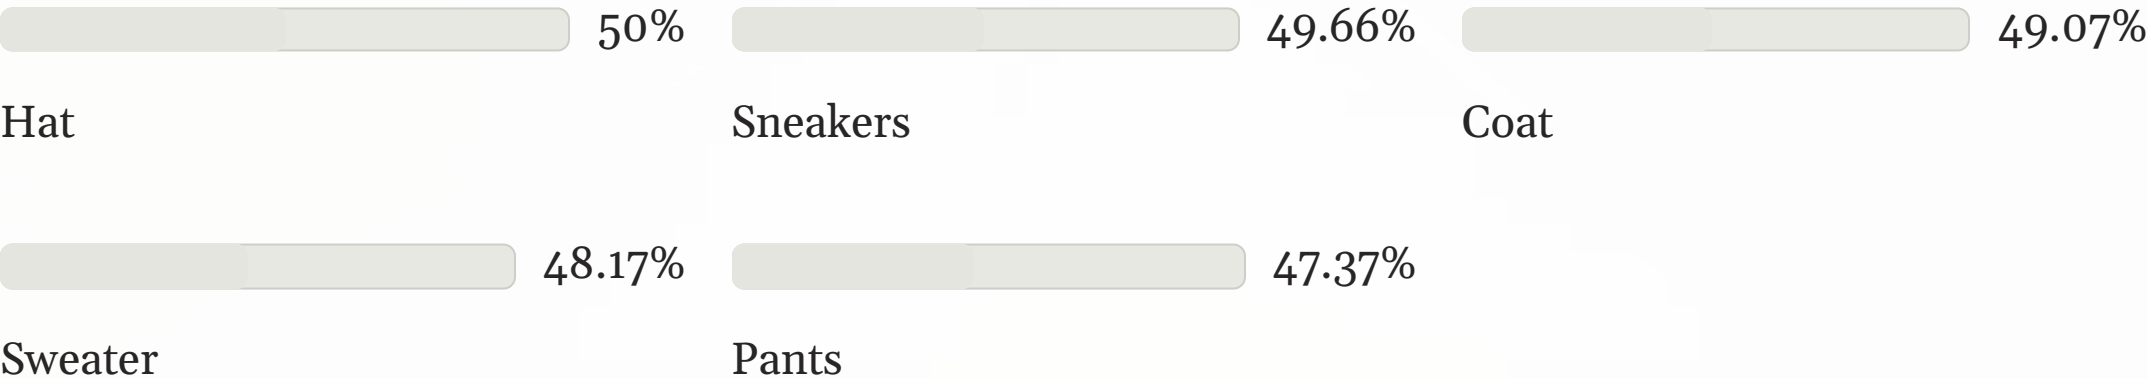 50% 49.66% 49.07%
Hat Sneakers Coat
48.17% 47.37%
Sweater Pants